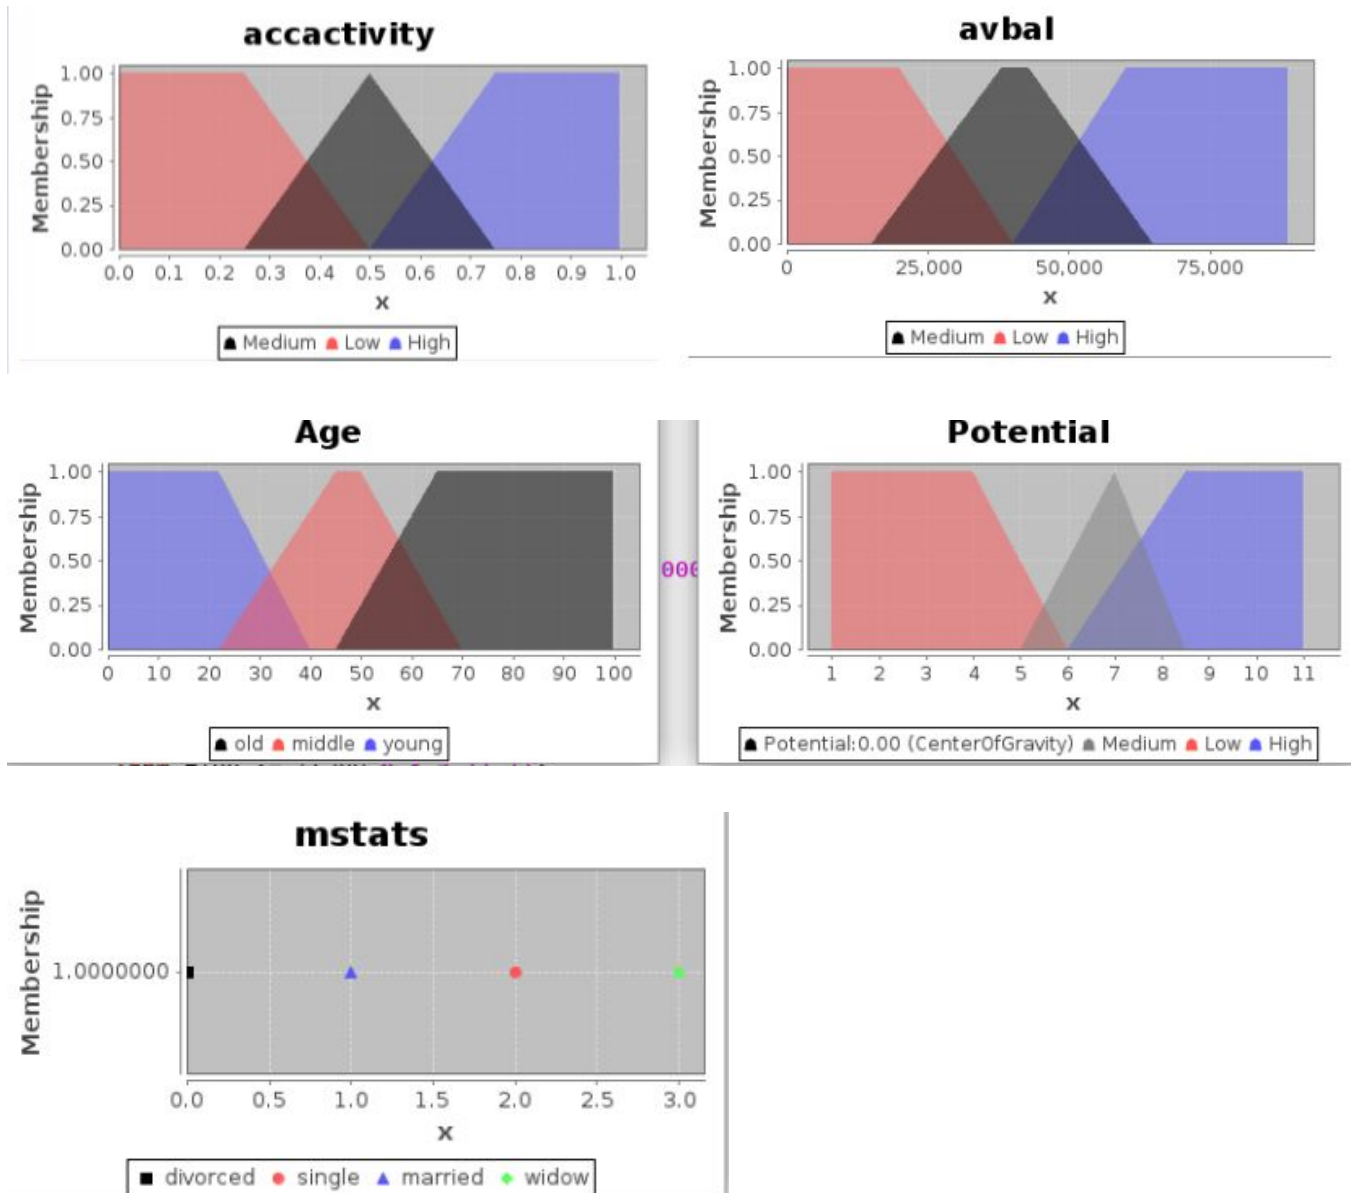 accactivity
Membership
1.00
0.75
0.50
0.25
0.00
0.0 0.1 0.2 0.3 0.4 0.5 0.6 0.7 0.8 0.9 1.0
x
Medium Low High
avbal
Membership
1.00
0.75
0.50
0.25
0.00
0 25,000 50,000 75,000
x
Medium Low High
Age
Membership
1.00
0.75
0.50
0.25
0.00
0 10 20 30 40 50 60 70 80 90 100
x
old middle young
000
Potential
Membership
1.00
0.75
0.50
0.25
0.00
1 2 3 4 5 6 7 8 9 10 11
x
Potential:0.00 (CenterOfGravity) Medium Low High
mstats
Membership
1.0000000
0.0 0.5 1.0 1.5 2.0 2.5 3.0
x
divorced single married widow